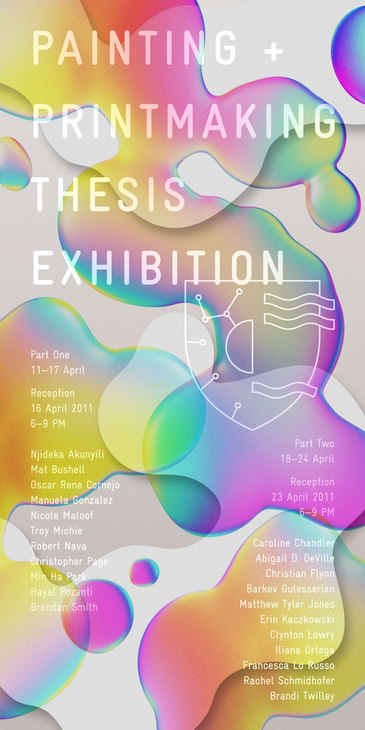 PAINTING +
PRINTMAKING
THESIS
EXHIBITION
Part One
11–17 April
Reception
16 April 2011
6–9 PM
Njideka Akunyili
Mat Bushell
Oscar Rene Cornejo
Manuela Gonzalez
Nicole Maloof
Troy Michie
Robert Nava
Christopher Page
Min Ha Park
Hayal Pozanti
Brendan Smith
Part Two
18–24 April
Reception
23 April 2011
6–9 PM
Caroline Chandler
Abigail D. DeVille
Christian Flynn
Barkev Gulesserian
Matthew Tyler Jones
Erin Kaczkowski
Clynton Lowry
Iliana Ortega
Francesca Lo Russo
Rachel Schmidhofer
Brandi Twilley